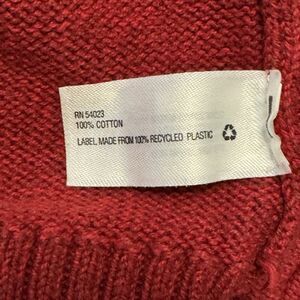 RN 54023
100% COTTON
LABEL MADE FROM 100% RECYCLED PLASTIC